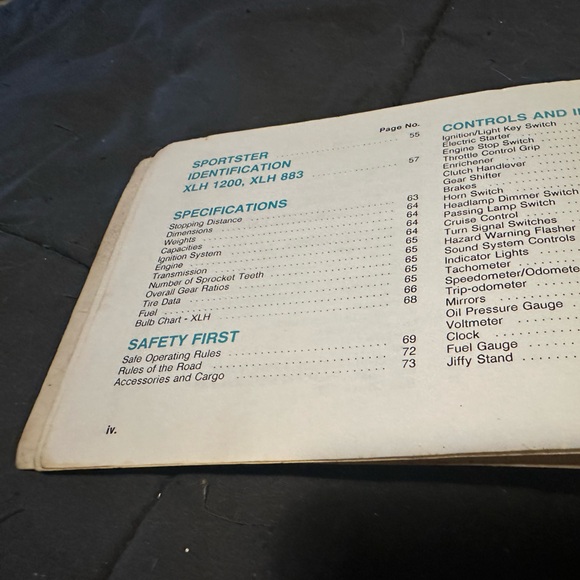 Page No.
SPORTSTER . . . . . 55
IDENTIFICATION
XLH 1200, XLH 883 . . . . . 57
SPECIFICATIONS
Stopping Distance . . . . . 63
Dimensions . . . . . 64
Weights . . . . . 64
Capacities . . . . . 64
Ignition System . . . . . 65
Engine . . . . . 65
Transmission . . . . . 65
Number of Sprocket Teeth . . . . . 65
Overall Gear Ratios . . . . . 65
Tire Data . . . . . 65
Fuel . . . . . 66
Bulb Chart - XLH . . . . . 68
SAFETY FIRST
Safe Operating Rules . . . . . 69
Rules of the Road . . . . . 72
Accessories and Cargo . . . . . 73
iv.
CONTROLS AND I
Ignition/Light Key Switch . . .
Electric Starter . . .
Engine Stop Switch . . .
Throttle Control Grip
Enrichener . . .
Clutch Handlever
Gear Shifter . . .
Brakes . . .
Horn Switch . . .
Headlamp Dimmer Switch
Passing Lamp Switch
Cruise Control . . .
Turn Signal Switches
Hazard Warning Flasher
Sound System Controls
Indicator Lights . . .
Tachometer . . .
Speedometer/Odomete
Trip-odometer . . .
Mirrors . . .
Oil Pressure Gauge
Voltmeter . . .
Clock . . .
Fuel Gauge . . .
Jiffy Stand . . .